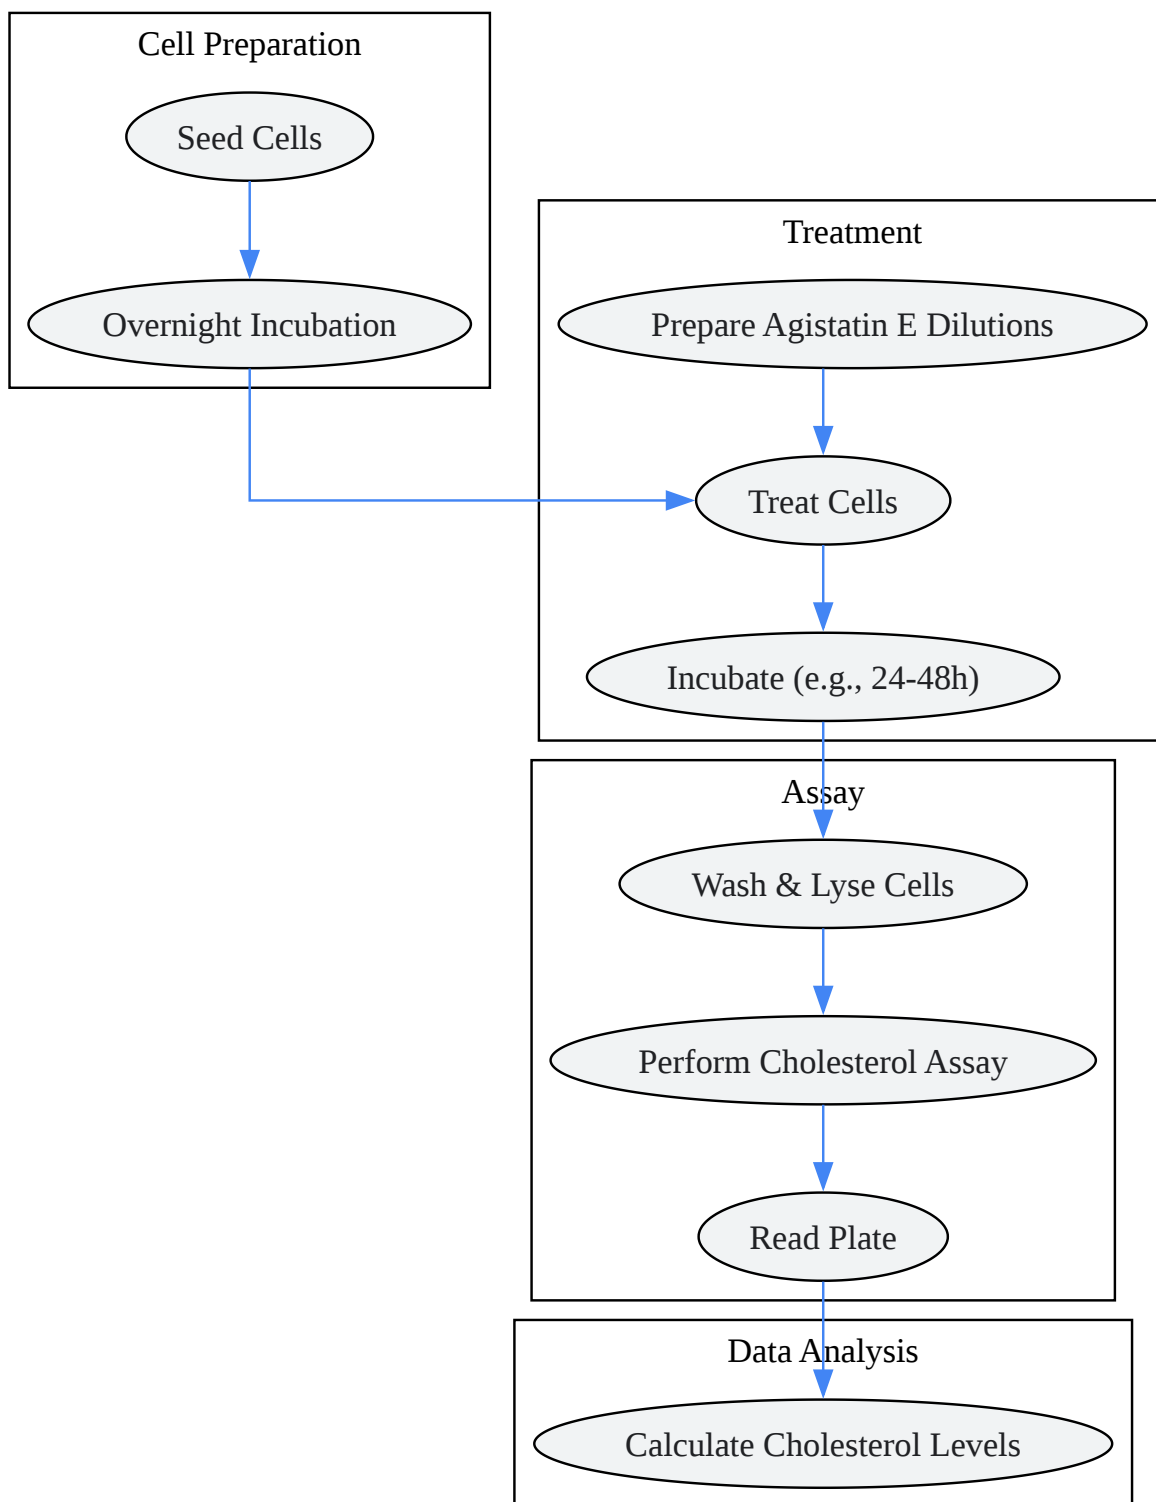 Cell Preparation
Seed Cells
Overnight Incubation
Treatment
Prepare Agistatin E Dilutions
Treat Cells
Incubate (e.g., 24-48h)
Assay
Wash & Lyse Cells
Perform Cholesterol Assay
Read Plate
Data Analysis
Calculate Cholesterol Levels